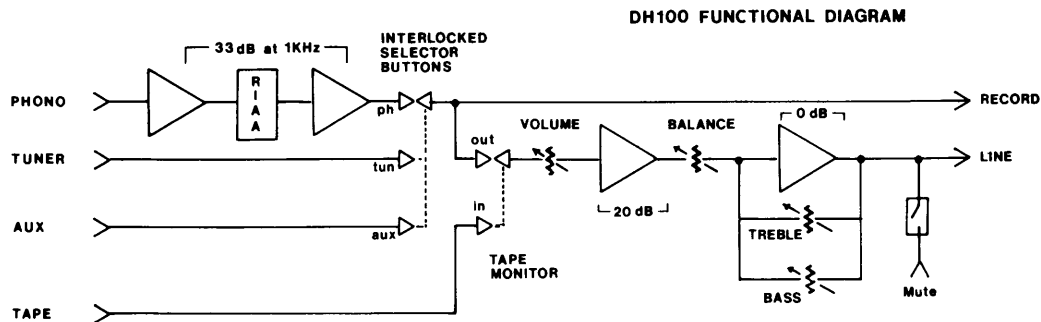 DH100 FUNCTIONAL DIAGRAM
33 dB at 1KHz
INTERLOCKED
SELECTOR
BUTTONS
PHONO
R
I
A
A
ph
RECORD
TUNER
tun
out
VOLUME
BALANCE
0 dB
LINE
20 dB
AUX
aux
in
TREBLE
TAPE
MONITOR
BASS
Mute
TAPE